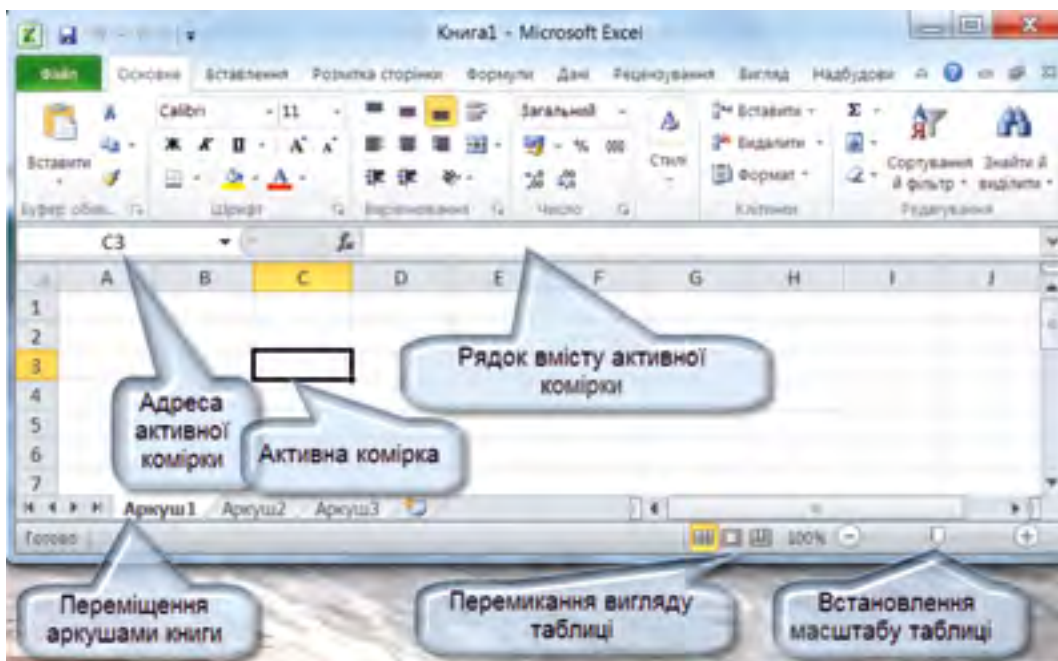 Книга1 - Microsoft Excel
Файл Основне Вставлення Розмітка сторінки Формули Дані Рецензування Вигляд Надбудови
Calibri 11 Загальний Вставити
Ж К П А А % 000 Видалити
Вставити Стилі Формат Сортування Знайти й
й фільтр виділити
Буфер обмі... Шрифт Вирівнювання Число Клітинки Редагування
C3 fx
A B C D E F G H I J
1
2
3
4
5
6
7
Рядок вмісту активної
комірки
Адреса
активної
комірки
Активна комірка
Аркуш1 Аркуш2 Аркуш3
Готово 100%
Переміщення
аркушами книги
Перемикання вигляду
таблиці
Встановлення
масштабу таблиці